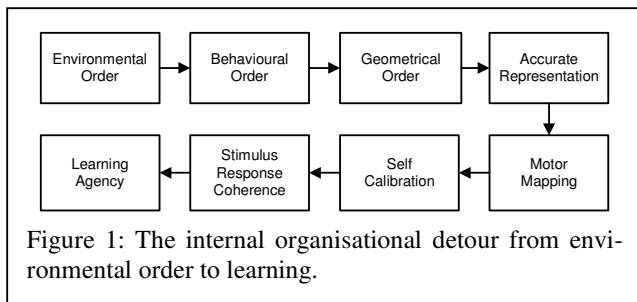 Environmental
Order
Behavioural
Order
Geometrical
Order
Accurate
Representation
Learning
Agency
Stimulus
Response
Coherence
Self
Calibration
Motor
Mapping
Figure 1: The internal organisational detour from envi-
ronmental order to learning.